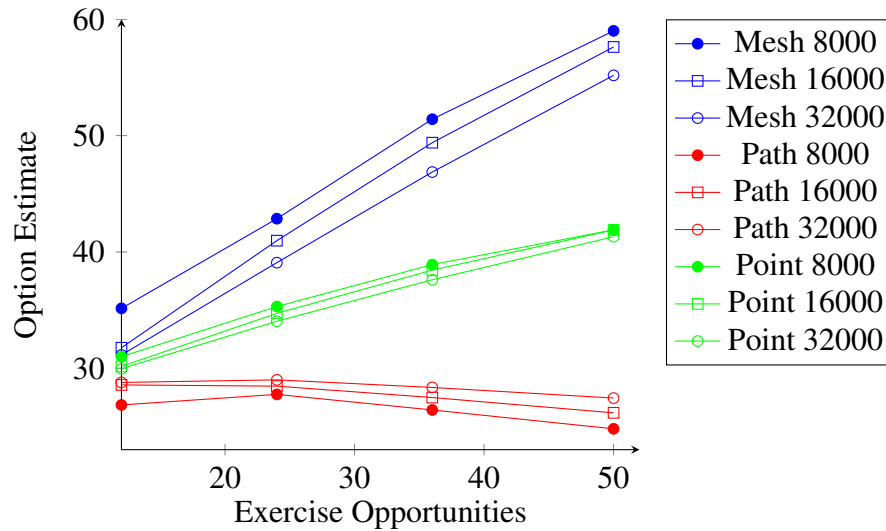 60
50
40
30
20
30
40
50
Option Estimate
Exercise Opportunities
Mesh 8000
Mesh 16000
Mesh 32000
Path 8000
Path 16000
Path 32000
Point 8000
Point 16000
Point 32000